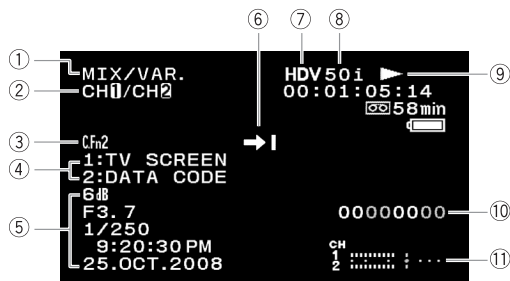 ⑥ ⑦ ⑧
① MIX/VAR. HDV 50i ⑨
② CH1/CH2 00:01:05:14
58min
③ C.Fn2
④ 1:TV SCREEN
2:DATA CODE
6dB
F3.7 00000000 ⑩
⑤ 1/250
9:20:30 PM
25.OCT.2008
CH
1
2 ⑪